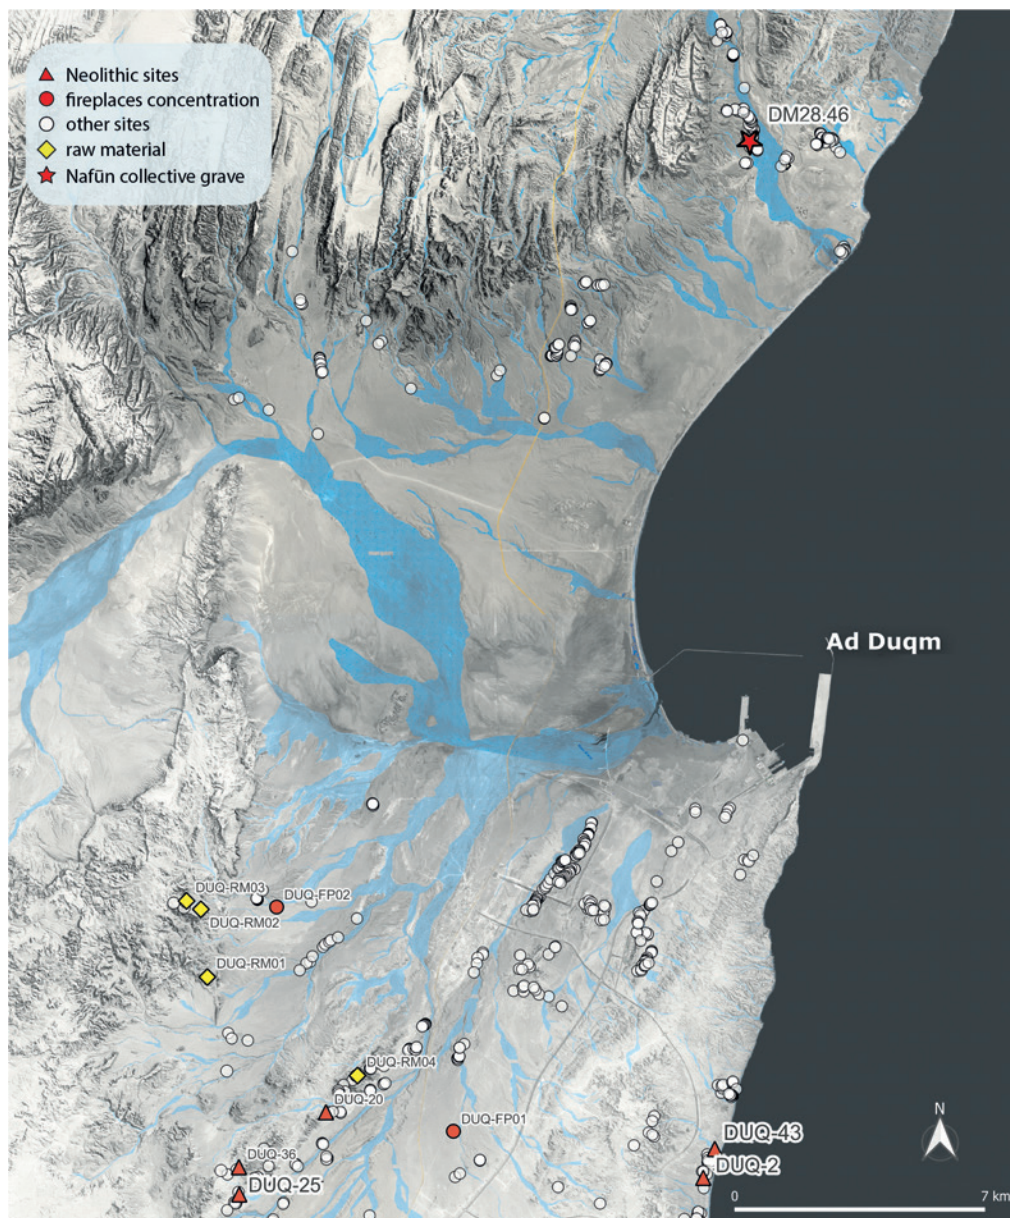 Neolithic sites
fireplaces concentration
other sites
raw material
Nafūn collective grave
DM28.46
Ad Duqm
DUQ-RM03
DUQ-FP02
DUQ-RM02
DUQ-RM01
DUQ-RM04
DUQ-20
DUQ-FP01
DUQ-43
DUQ-36
DUQ-2
DUQ-25
N
0
7 km